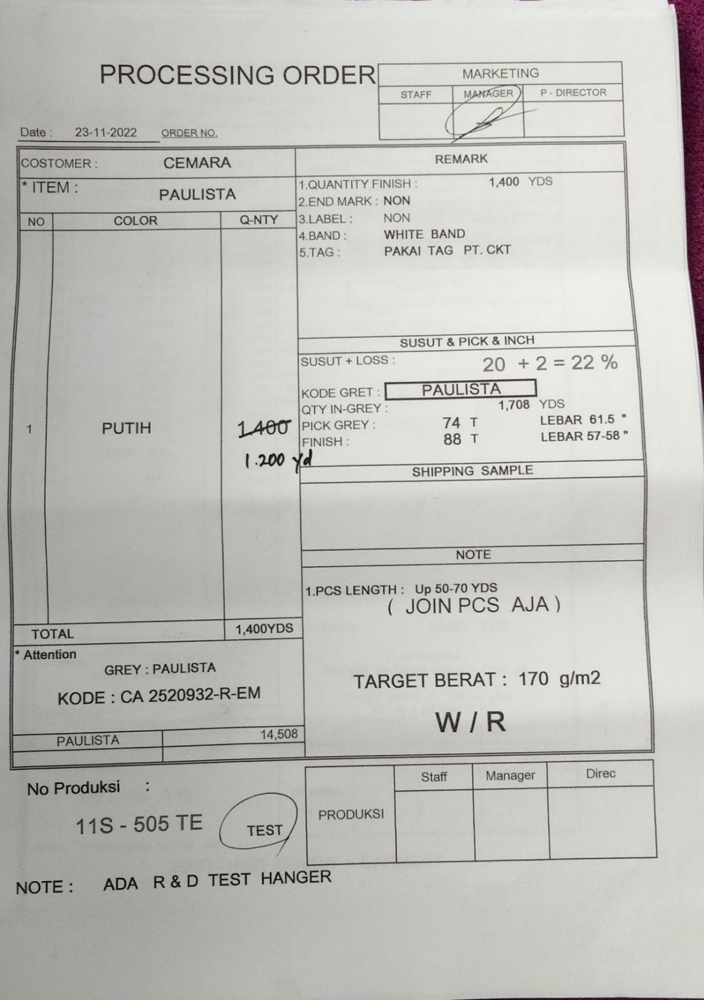 PROCESSING ORDER
MARKETING
STAFF MANAGER P - DIRECTOR
Date : 23-11-2022 ORDER NO.
COSTOMER : CEMARA
* ITEM : PAULISTA
NO COLOR Q-NTY
1 PUTIH 1.400
1.200 yd
TOTAL 1,400YDS
* Attention
GREY : PAULISTA
KODE : CA 2520932-R-EM
PAULISTA 14,508
REMARK
1.QUANTITY FINISH : 1,400 YDS
2.END MARK : NON
3.LABEL : NON
4.BAND : WHITE BAND
5.TAG : PAKAI TAG PT. CKT
SUSUT & PICK & INCH
SUSUT + LOSS : 20 + 2 = 22 %
KODE GRET : PAULISTA
QTY IN-GREY : 1,708 YDS
PICK GREY : 74 T LEBAR 61.5 "
FINISH : 88 T LEBAR 57-58 "
SHIPPING SAMPLE
NOTE
1.PCS LENGTH : Up 50-70 YDS
( JOIN PCS AJA )
TARGET BERAT : 170 g/m2
W / R
No Produksi :
11S - 505 TE TEST
PRODUKSI Staff Manager Direc
NOTE : ADA R & D TEST HANGER